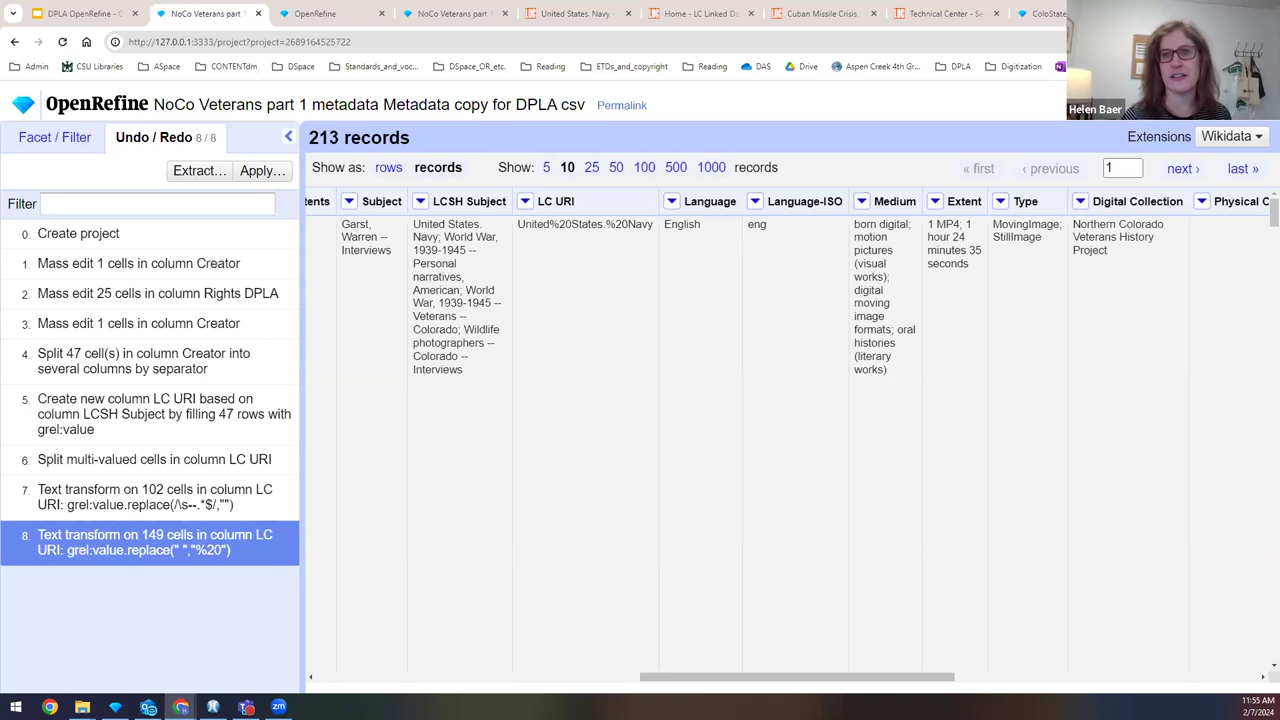 DPLA OpenRefine - C
NoCo Veterans part 1
OpenRefine
NoCo Veterans part 1
United States. Navy -
Home - LC Linked Da
Cuban Missile Crisis,
Technical Center - Se
ColoState
http://127.0.0.1:3333/project?project=2689164525722
Admin
CSU Libraries
ASpace
CONTENTdm
DSpace
Standards_and_voc...
DSpace_OR_etc.
Reading
ETDs_and_copyright
Reading
DAS
Drive
Aspen Creek 4th Gr...
DPLA
Digitization
Helen Baer
OpenRefine NoCo Veterans part 1 metadata Metadata copy for DPLA csv Permalink
Facet / Filter
Undo / Redo 8 / 8
Extract...
Apply...
Filter
0. Create project
1. Mass edit 1 cells in column Creator
2. Mass edit 25 cells in column Rights DPLA
3. Mass edit 1 cells in column Creator
4. Split 47 cell(s) in column Creator into
several columns by separator
5. Create new column LC URI based on
column LCSH Subject by filling 47 rows with
grel:value
6. Split multi-valued cells in column LC URI
7. Text transform on 102 cells in column LC
URI: grel:value.replace(/\s--.*$/,"")
8. Text transform on 149 cells in column LC
URI: grel:value.replace(" ","%20")
213 records
Extensions Wikidata
Show as: rows records Show: 5 10 25 50 100 500 1000 records
« first ‹ previous 1 next › last »
tents
Subject
LCSH Subject
LC URI
Language
Language-ISO
Medium
Extent
Type
Digital Collection
Physical C
Garst,
Warren --
Interviews
United States.
Navy; World War,
1939-1945 --
Personal
narratives,
American; World
War, 1939-1945 --
Veterans --
Colorado; Wildlife
photographers --
Colorado --
Interviews
United%20States.%20Navy
English
eng
born digital;
motion
pictures
(visual
works);
digital
moving
image
formats; oral
histories
(literary
works)
1 MP4; 1
hour 24
minutes 35
seconds
MovingImage;
StillImage
Northern Colorado
Veterans History
Project
11:55 AM
2/7/2024